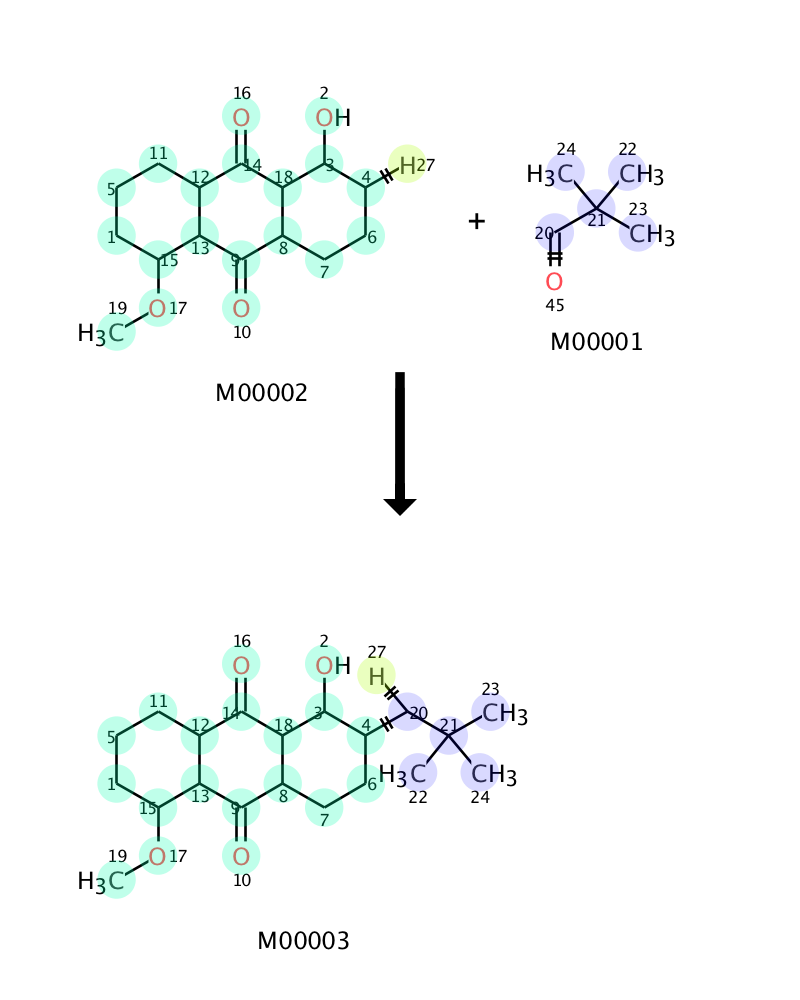 16 2
O OH 24 22
11 12 14 18 3 4 H27 H3C CH3
5 23
1 13 8 6 + 20 21 CH3
15 9 7
19 O 17 O O
H3C 10 45
M00001
M00002
16 2 27
O OH H 23
11 14 3 20 CH3
5 12 18 4 21
1 13 8 6 H3C CH3
15 9 7 22 24
19 O 17 O
H3C 10
M00003